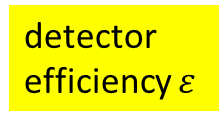 detector
efficiency ε